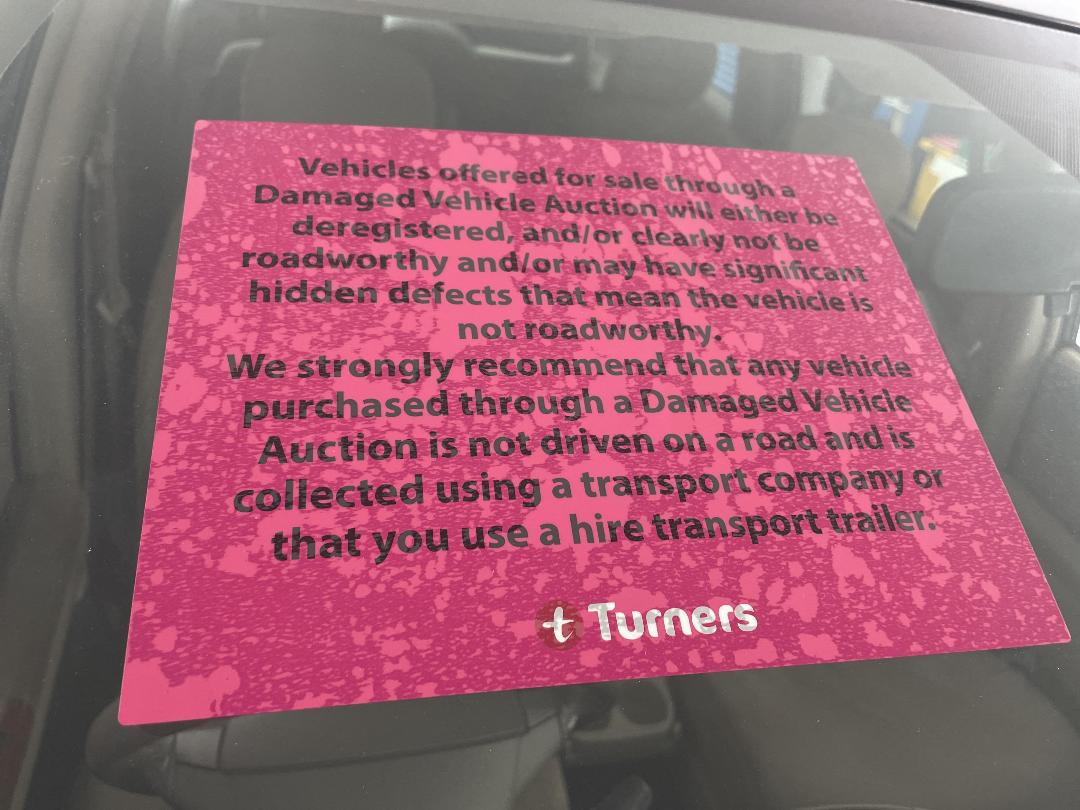 Vehicles offered for sale through a
Damaged Vehicle Auction will either be
deregistered, and/or clearly not be
roadworthy and/or may have significant
hidden defects that mean the vehicle is
not roadworthy.
We strongly recommend that any vehicle
purchased through a Damaged Vehicle
Auction is not driven on a road and is
collected using a transport company or
that you use a hire transport trailer.
t Turners